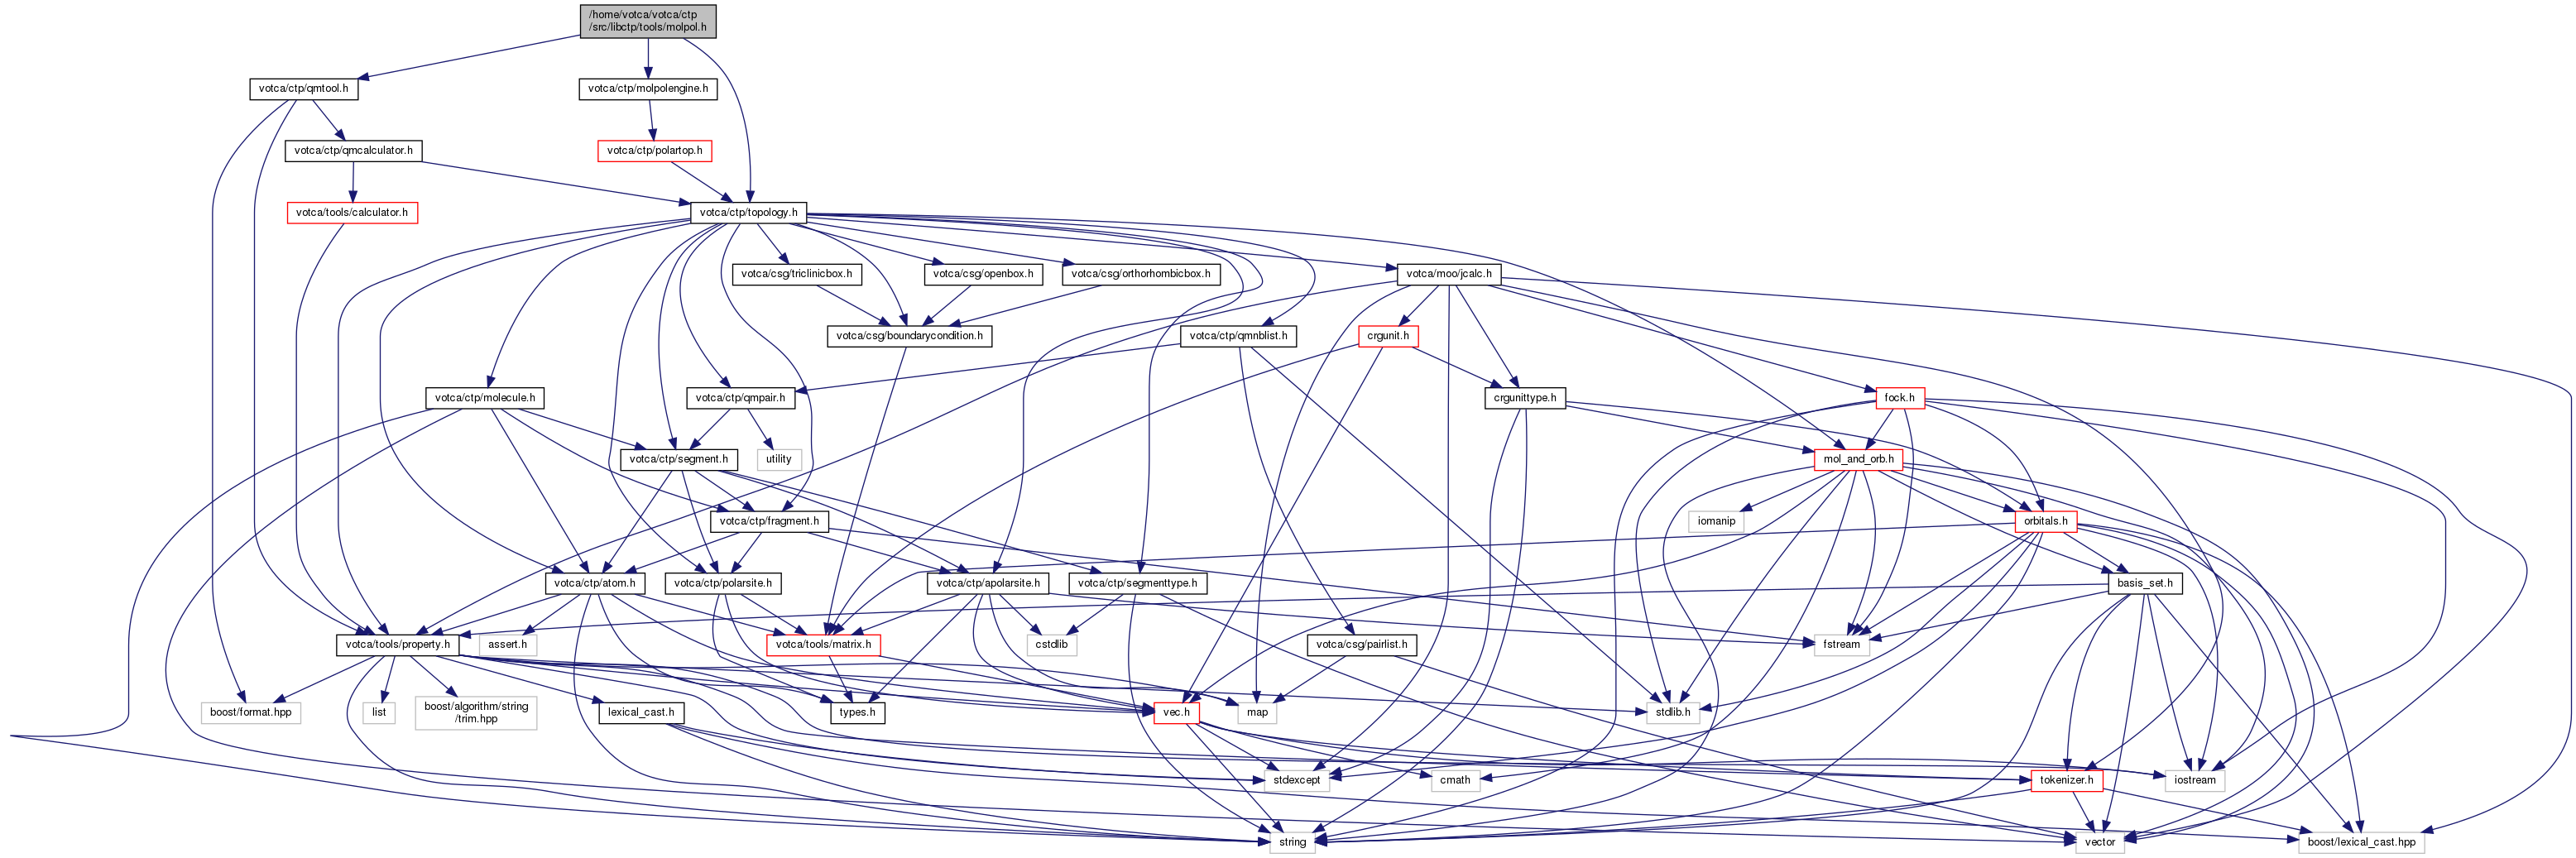 /home/votca/votca/ctp
/src/libctp/tools/molpol.h
votca/ctp/qmtool.h
votca/ctp/molpolengine.h
votca/ctp/qmcalculator.h
votca/ctp/polartop.h
votca/tools/calculator.h
votca/ctp/topology.h
votca/csg/triclinicbox.h
votca/csg/openbox.h
votca/csg/orthorhombicbox.h
votca/moo/jcalc.h
votca/csg/boundarycondition.h
votca/ctp/qmnblist.h
crgunit.h
votca/ctp/molecule.h
votca/ctp/qmpair.h
crgunittype.h
fock.h
votca/ctp/segment.h
utility
mol_and_orb.h
votca/ctp/fragment.h
iomanip
orbitals.h
votca/ctp/atom.h
votca/ctp/polarsite.h
votca/ctp/apolarsite.h
votca/ctp/segmenttype.h
basis_set.h
votca/tools/property.h
assert.h
votca/tools/matrix.h
cstdlib
votca/csg/pairlist.h
fstream
boost/format.hpp
list
boost/algorithm/string
/trim.hpp
lexical_cast.h
types.h
vec.h
map
stdlib.h
stdexcept
cmath
tokenizer.h
iostream
string
vector
boost/lexical_cast.hpp